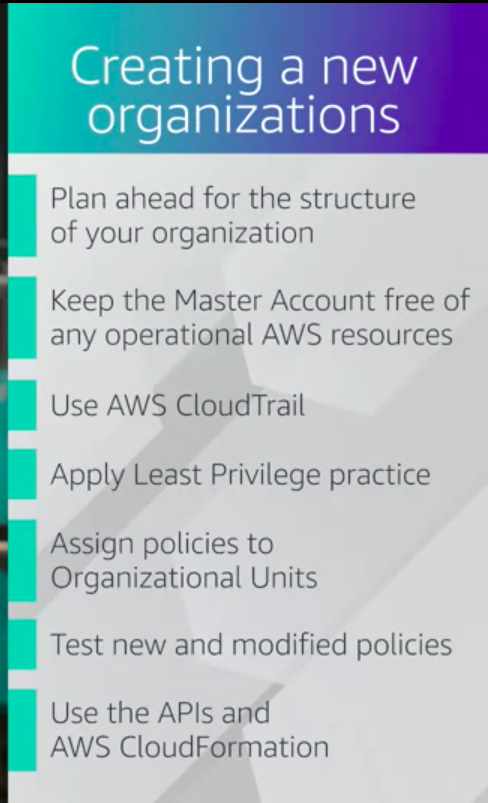 Creating a new
organizations
Plan ahead for the structure
of your organization
Keep the Master Account free of
any operational AWS resources
Use AWS CloudTrail
Apply Least Privilege practice
Assign policies to
Organizational Units
Test new and modified policies
Use the APIs and
AWS CloudFormation